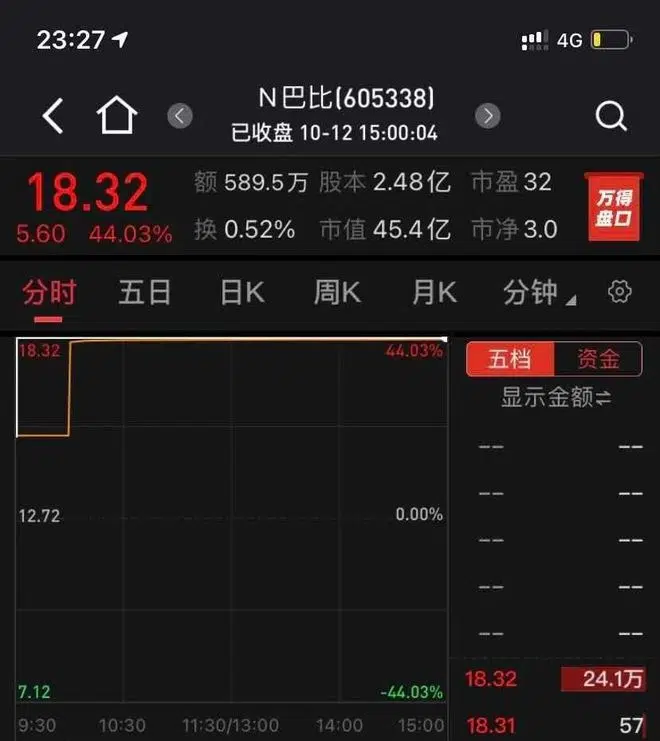 23:27 4G
N巴比(605338)
已收盘 10-12 15:00:04
18.32 额 589.5万 股本 2.48亿 市盈 32
5.60 44.03% 换 0.52% 市值 45.4亿 市净 3.0
万得
盘口
分时 五日 日K 周K 月K 分钟
18.32 44.03% 五档 资金
显示金额⇌
-- --
-- --
12.72 0.00%
-- --
-- --
-- --
18.32 24.1万
7.12 -44.03%
9:30 10:30 11:30/13:00 14:00 15:00 18.31 57